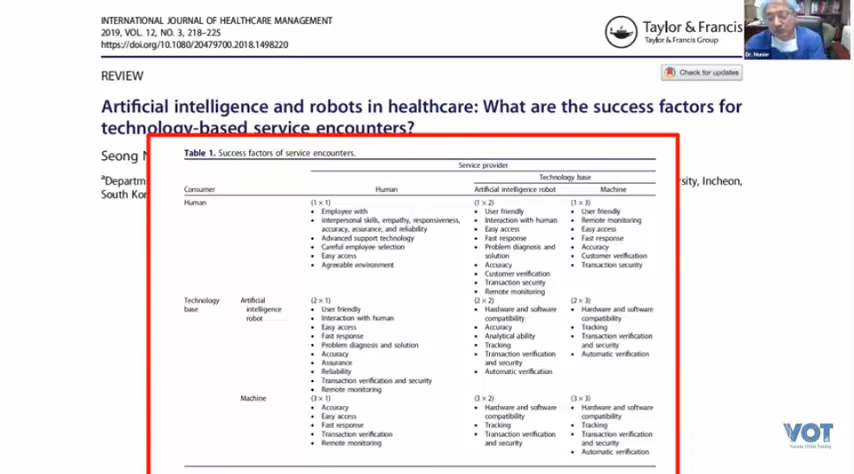 INTERNATIONAL JOURNAL OF HEALTHCARE MANAGEMENT
2019, VOL. 12, NO. 3, 218–225
https://doi.org/10.1080/20479700.2018.1498220
Taylor & Francis
Taylor & Francis Group
REVIEW
Check for updates
Artificial intelligence and robots in healthcare: What are the success factors for
technology-based service encounters?
Seong
South Kor
rsity, Incheon,
Table 1. Success factors of service encounters.
Service provider
Technology base
Consumer Human Artificial intelligence robot Machine
Human (1 × 1) (1 × 2) (1 × 3)
• Employee with
• Interpersonal skills, empathy, responsiveness,
accuracy, assurance, and reliability
• Advanced support technology
• Careful employee selection
• Easy access
• Agreeable environment
• User friendly
• Interaction with human
• Easy access
• Fast response
• Problem diagnosis and
solution
• Accuracy
• Customer verification
• Transaction security
• Remote monitoring
• User friendly
• Remote monitoring
• Easy access
• Fast response
• Accuracy
• Customer verification
• Transaction security
Technology
base
Artificial
intelligence
robot
(2 × 1)
• User friendly
• Interaction with human
• Easy access
• Fast response
• Problem diagnosis and solution
• Accuracy
• Assurance
• Reliability
• Transaction verification and security
• Remote monitoring
(2 × 2)
• Hardware and software
compatibility
• Accuracy
• Analytical ability
• Tracking
• Transaction verification
and security
• Automatic verification
(2 × 3)
• Hardware and software
compatibility
• Tracking
• Transaction verification
and security
• Automatic verification
Machine
(3 × 1)
• Accuracy
• Easy access
• Fast response
• Transaction verification
• Remote monitoring
(3 × 2)
• Hardware and software
compatibility
• Tracking
• Transaction verification
and security
(3 × 3)
• Hardware and software
compatibility
• Tracking
• Transaction verification
and security
• Automatic verification
VOT